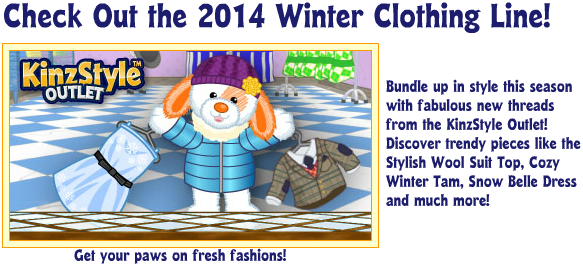 Check Out the 2014 Winter Clothing Line!
KinzStyle™
OUTLET
Bundle up in style this season
with fabulous new threads
from the KinzStyle Outlet!
Discover trendy pieces like the
Stylish Wool Suit Top, Cozy
Winter Tam, Snow Belle Dress
and much more!
Get your paws on fresh fashions!